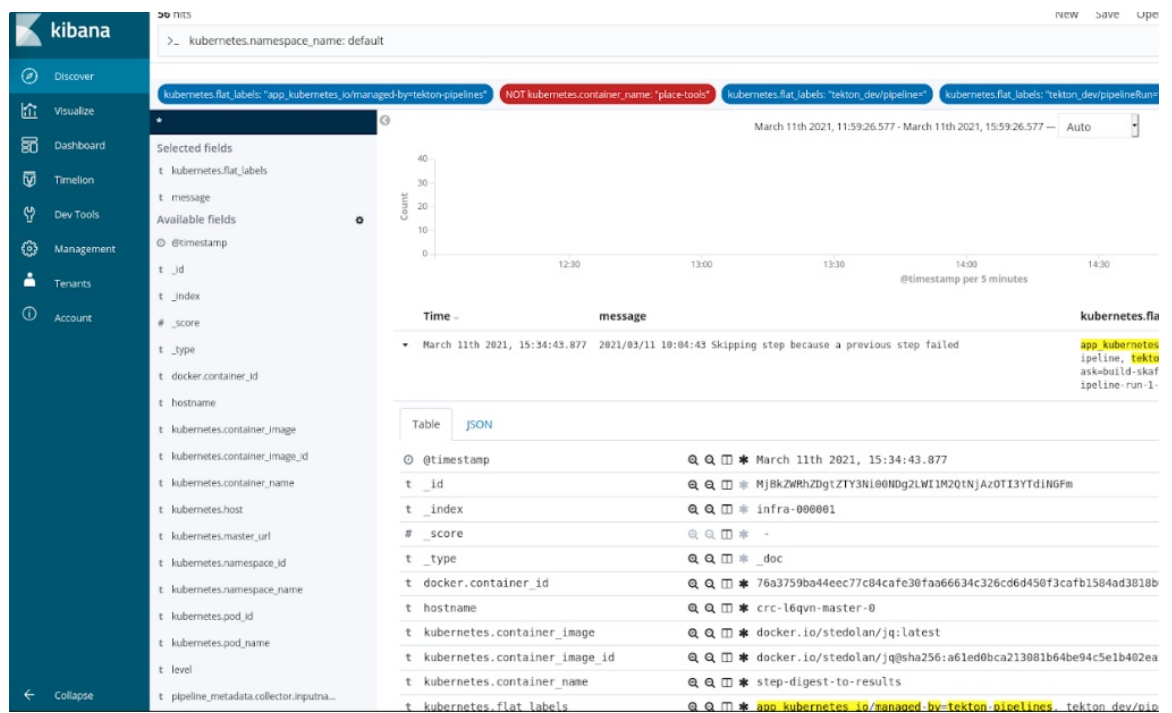 56 hits
New Save Ope
kibana
>_ kubernetes.namespace_name: default
Discover
Visualize
Dashboard
Timelion
Dev Tools
Management
Tenants
Account
Collapse
kubernetes.flat_labels: "app_kubernetes_io/managed-by=tekton-pipelines" NOT kubernetes.container_name: "place-tools" kubernetes.flat_labels: "tekton_dev/pipeline=" kubernetes.flat_labels: "tekton_dev/pipelineRun=
*
Selected fields
t kubernetes.flat_labels
t message
Available fields
@timestamp
t _id
t _index
# _score
t _type
t docker.container_id
t hostname
t kubernetes.container_image
t kubernetes.container_image_id
t kubernetes.container_name
t kubernetes.host
t kubernetes.master_url
t kubernetes.namespace_id
t kubernetes.namespace_name
t kubernetes.pod_id
t kubernetes.pod_name
t level
t pipeline_metadata.collector.inputna...
March 11th 2021, 11:59:26.577 - March 11th 2021, 15:59:26.577 — Auto
Count
40
30
20
10
0
12:30 13:00 13:30 14:00 14:30
@timestamp per 5 minutes
Time message kubernetes.fla
March 11th 2021, 15:34:43.877 2021/03/11 10:04:43 Skipping step because a previous step failed app_kubernetes
ipeline, tekto
ask=build-skaf
ipeline-run-1-
Table JSON
@timestamp March 11th 2021, 15:34:43.877
t _id MjBkZWRhZDgtZTY3Ni00NDg2LWI1M2QtNjAzOTI3YTdiNGFm
t _index infra-000001
# _score -
t _type _doc
t docker.container_id 76a3759ba44eec77c84cafe30faa66634c326cd6d450f3cafb1584ad3818b
t hostname crc-l6qvn-master-0
t kubernetes.container_image docker.io/stedolan/jq:latest
t kubernetes.container_image_id docker.io/stedolan/jq@sha256:a61ed0bca213081b64be94c5e1b402ea
t kubernetes.container_name step-digest-to-results
t kubernetes.flat_labels app_kubernetes_io/managed-by=tekton-pipelines, tekton_dev/pip